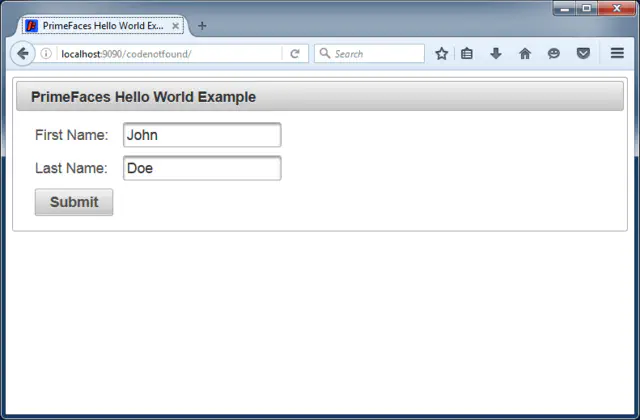 PrimeFaces Hello World Ex...
localhost:9090/codenotfound/
Search
PrimeFaces Hello World Example
First Name: John
Last Name: Doe
Submit